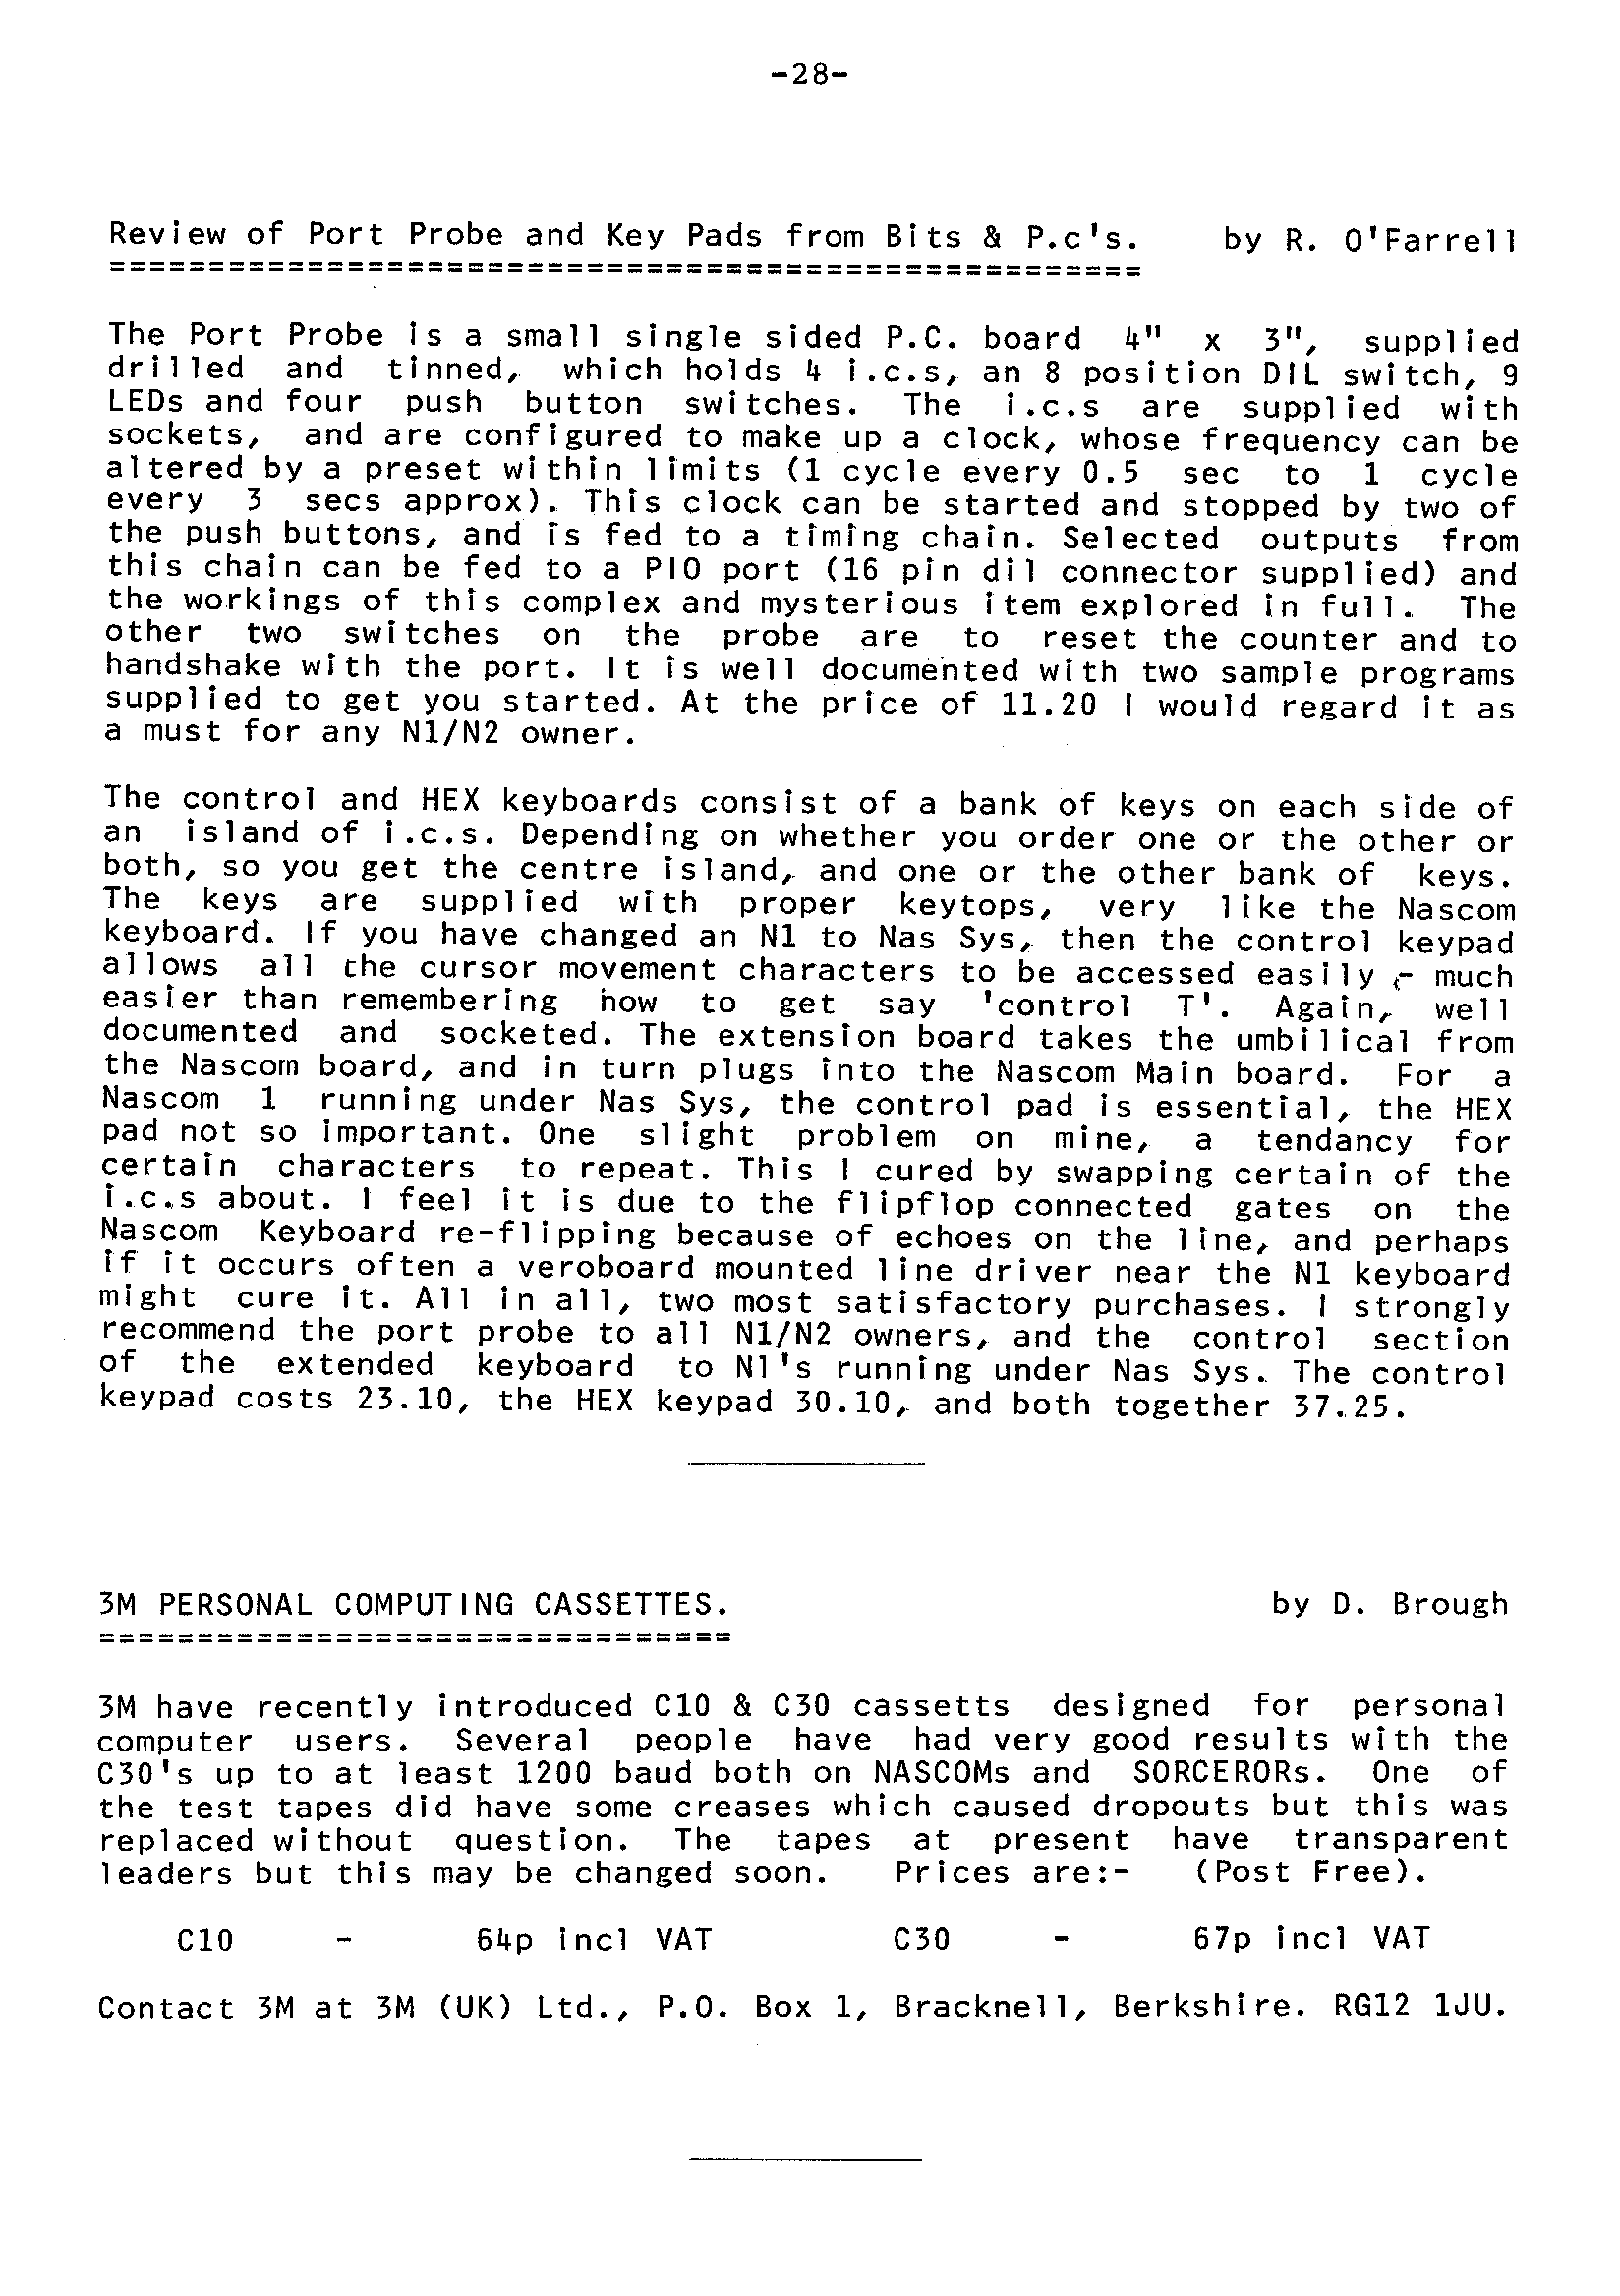 -28-
Review of Port Probe and Key Pads from Bits & P.c's. by R. O'Farrell
====================================================
The Port Probe is a small single sided P.C. board 4" x 3", supplied
drilled and tinned, which holds 4 i.c.s, an 8 position DIL switch, 9
LEDs and four push button switches. The i.c.s are supplied with
sockets, and are configured to make up a clock, whose frequency can be
altered by a preset within limits (1 cycle every 0.5 sec to 1 cycle
every 3 secs approx). This clock can be started and stopped by two of
the push buttons, and is fed to a timing chain. Selected outputs from
this chain can be fed to a PIO port (16 pin dil connector supplied) and
the workings of this complex and mysterious item explored in full. The
other two switches on the probe are to reset the counter and to
handshake with the port. It is well documented with two sample programs
supplied to get you started. At the price of 11.20 I would regard it as
a must for any N1/N2 owner.
The control and HEX keyboards consist of a bank of keys on each side of
an island of i.c.s. Depending on whether you order one or the other or
both, so you get the centre island, and one or the other bank of keys.
The keys are supplied with proper keytops, very like the Nascom
keyboard. If you have changed an N1 to Nas Sys, then the control keypad
allows all the cursor movement characters to be accessed easily - much
easier than remembering how to get say 'control T'. Again, well
documented and socketed. The extension board takes the umbilical from
the Nascom board, and in turn plugs into the Nascom Main board. For a
Nascom 1 running under Nas Sys, the control pad is essential, the HEX
pad not so important. One slight problem on mine, a tendancy for
certain characters to repeat. This I cured by swapping certain of the
i.c.s about. I feel it is due to the flipflop connected gates on the
Nascom Keyboard re-flipping because of echoes on the line, and perhaps
if it occurs often a veroboard mounted line driver near the N1 keyboard
might cure it. All in all, two most satisfactory purchases. I strongly
recommend the port probe to all N1/N2 owners, and the control section
of the extended keyboard to N1's running under Nas Sys. The control
keypad costs 23.10, the HEX keypad 30.10, and both together 37.25.
3M PERSONAL COMPUTING CASSETTES. by D. Brough
================================
3M have recently introduced C10 & C30 cassetts designed for personal
computer users. Several people have had very good results with the
C30's up to at least 1200 baud both on NASCOMs and SORCERORs. One of
the test tapes did have some creases which caused dropouts but this was
replaced without question. The tapes at present have transparent
leaders but this may be changed soon. Prices are:- (Post Free).
C10 - 64p incl VAT C30 - 67p incl VAT
Contact 3M at 3M (UK) Ltd., P.O. Box 1, Bracknell, Berkshire. RG12 1JU.